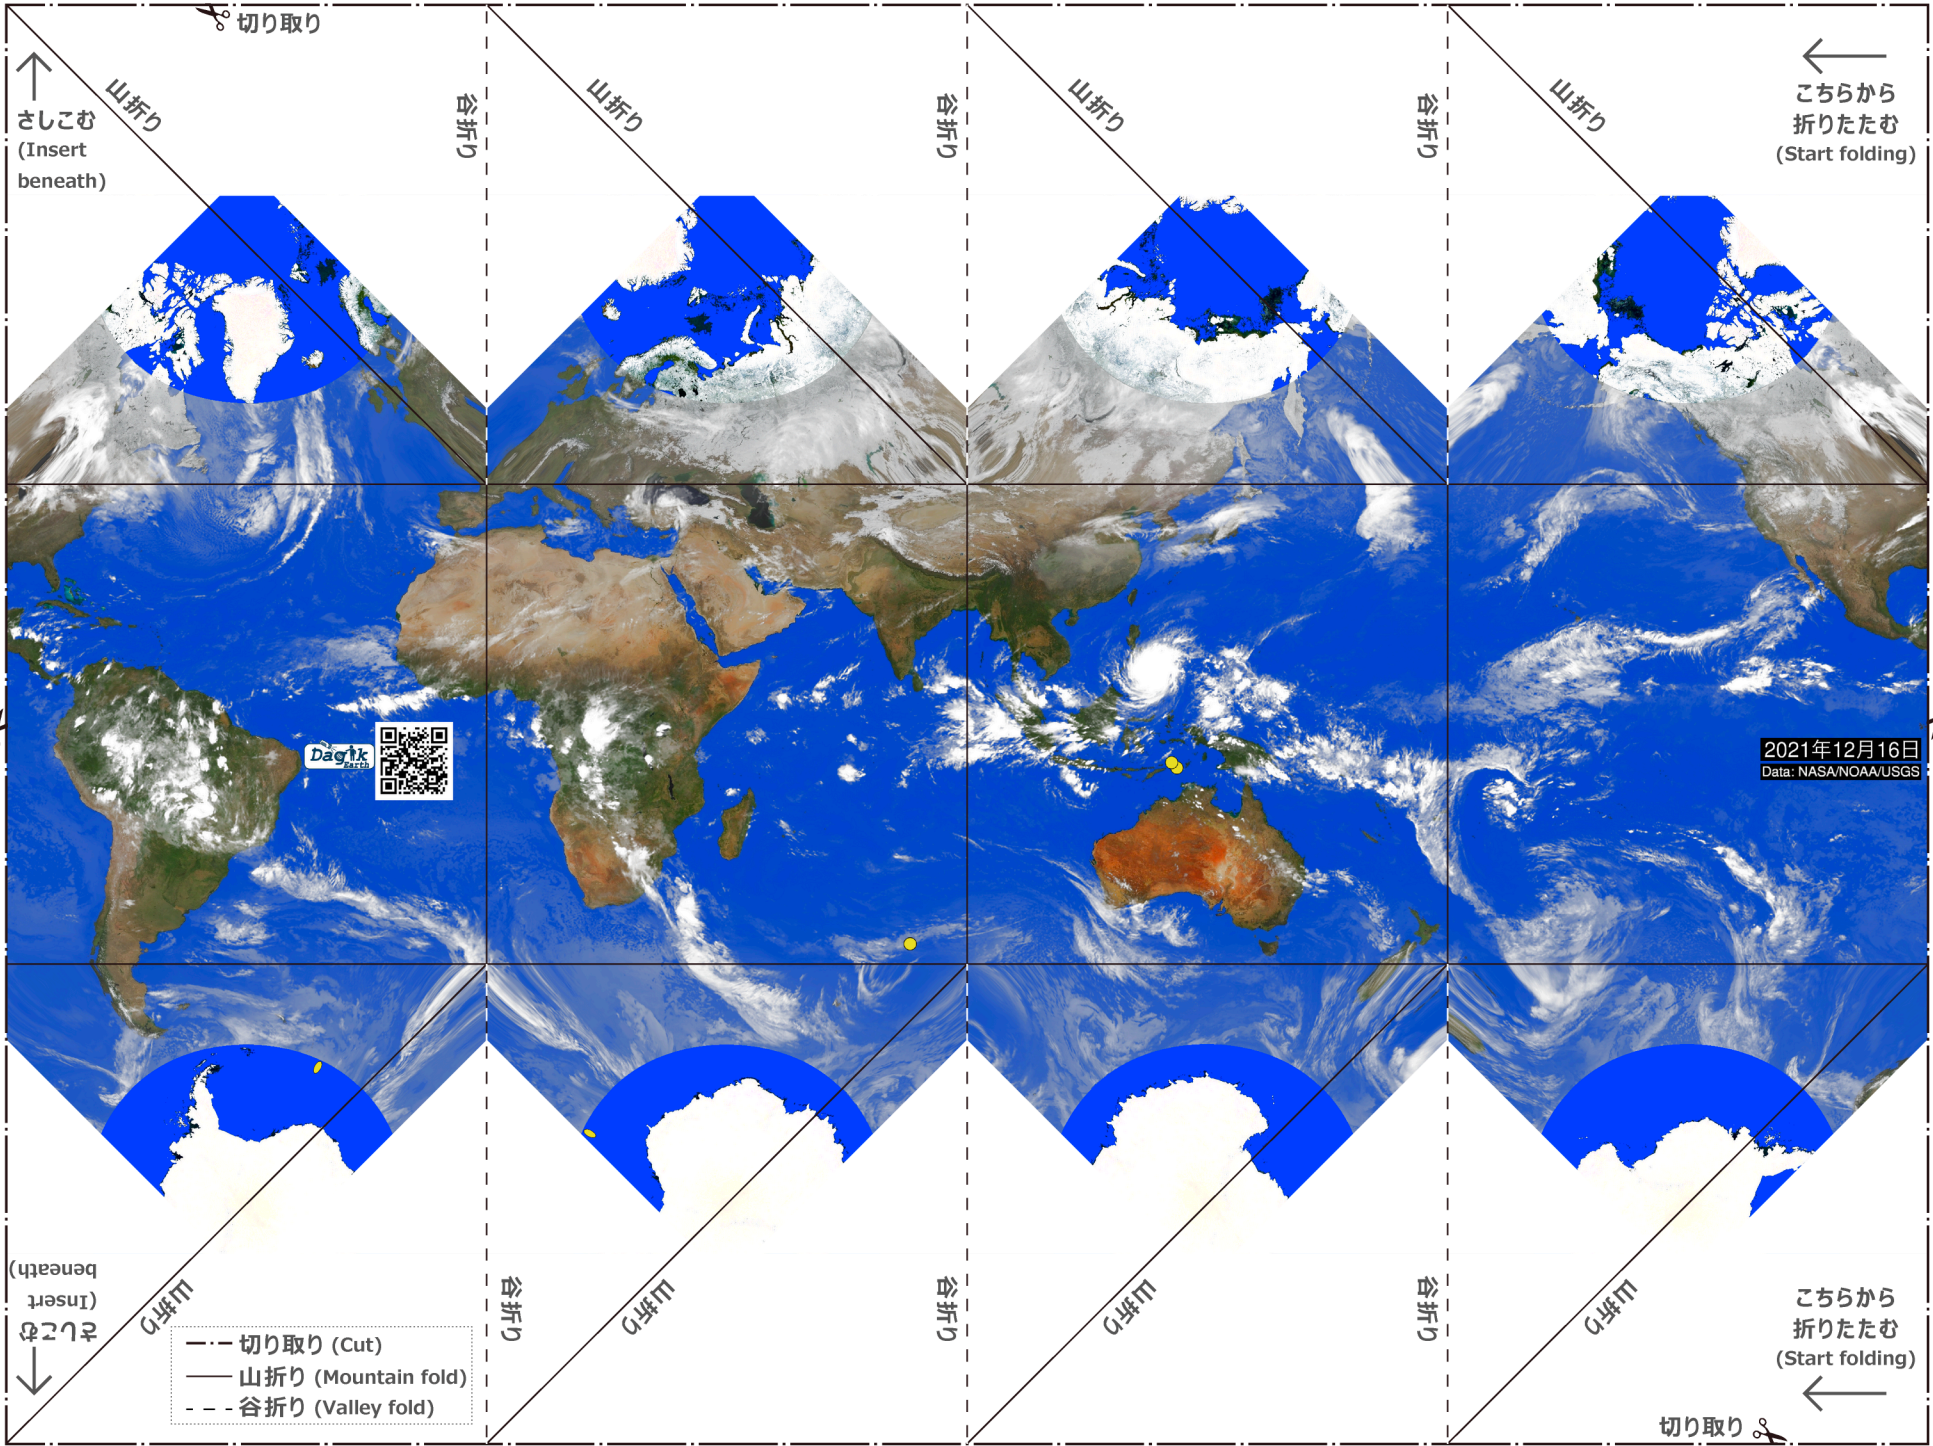 切り取り
山折り
谷折り
山折り
谷折り
山折り
谷折り
山折り
こちらから
折りたたむ
(Start folding)
さしこむ
(Insert
beneath)
Dagik
Earth
2021年12月16日
Data: NASA/NOAA/USGS
さしこむ
(Insert
beneath)
山折り
谷折り
山折り
谷折り
山折り
谷折り
山折り
こちらから
折りたたむ
(Start folding)
切り取り (Cut)
山折り (Mountain fold)
谷折り (Valley fold)
切り取り